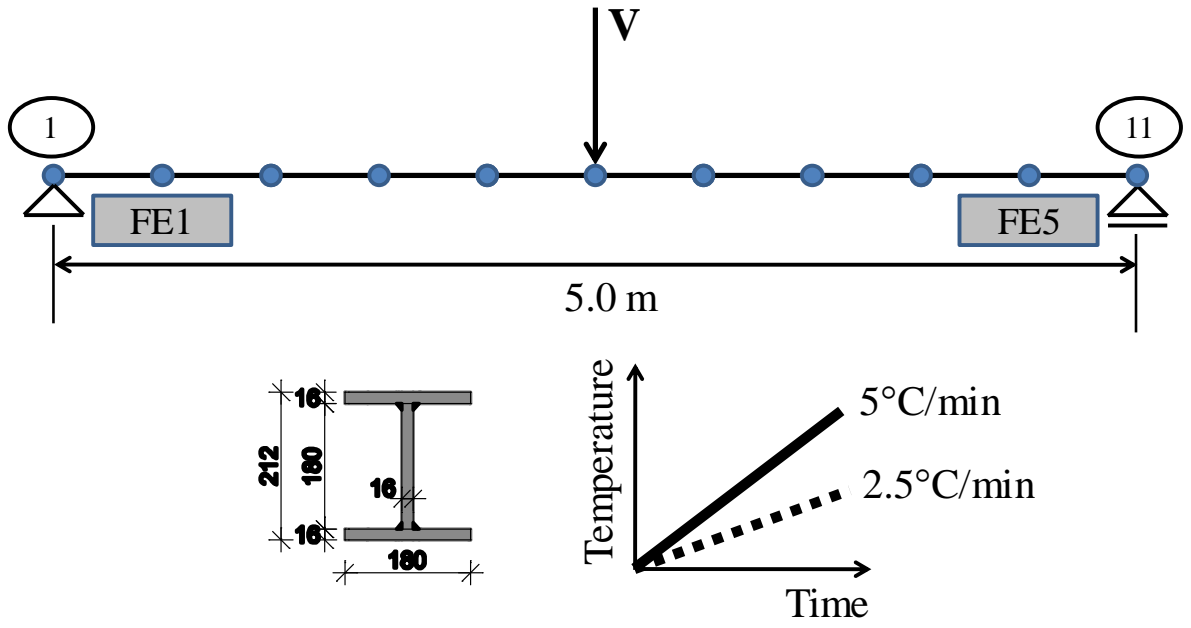 V
1
11
FE1
FE5
5.0 m
16
212
180
16
16
180
Temperature
5°C/min
2.5°C/min
Time